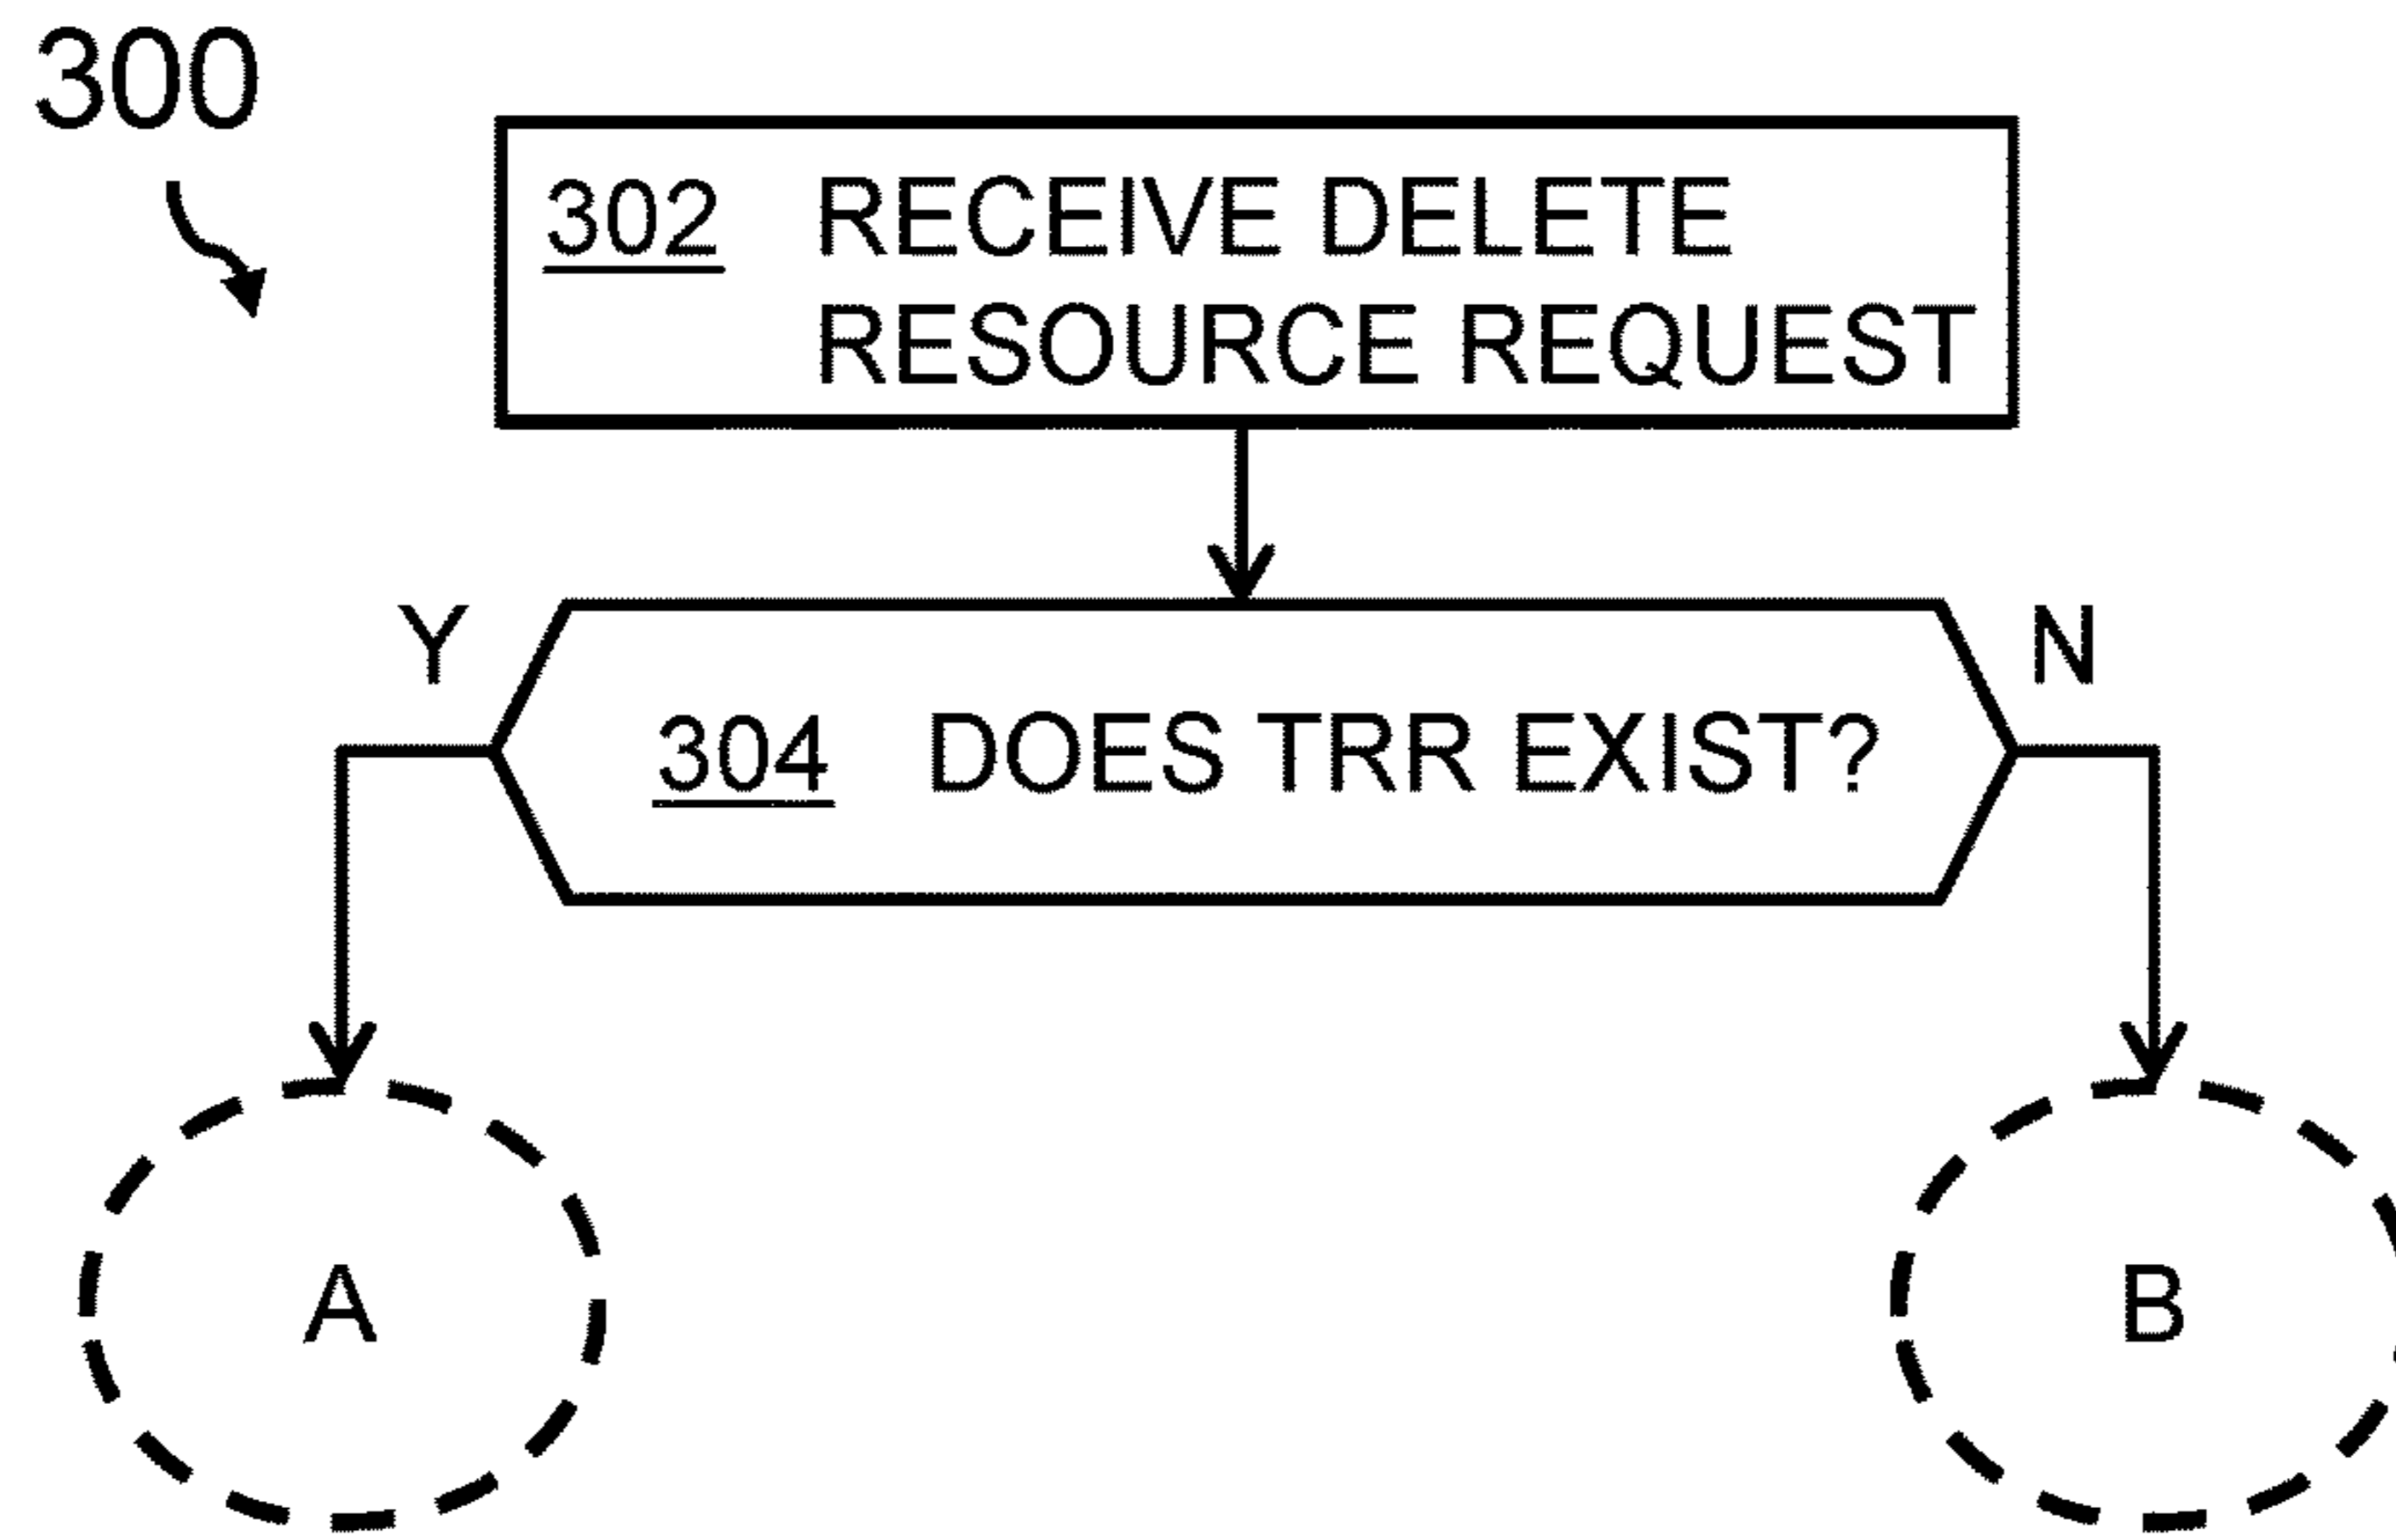 300
302 RECEIVE DELETE
RESOURCE REQUEST
Y
N
304 DOES TRR EXIST?
A
B